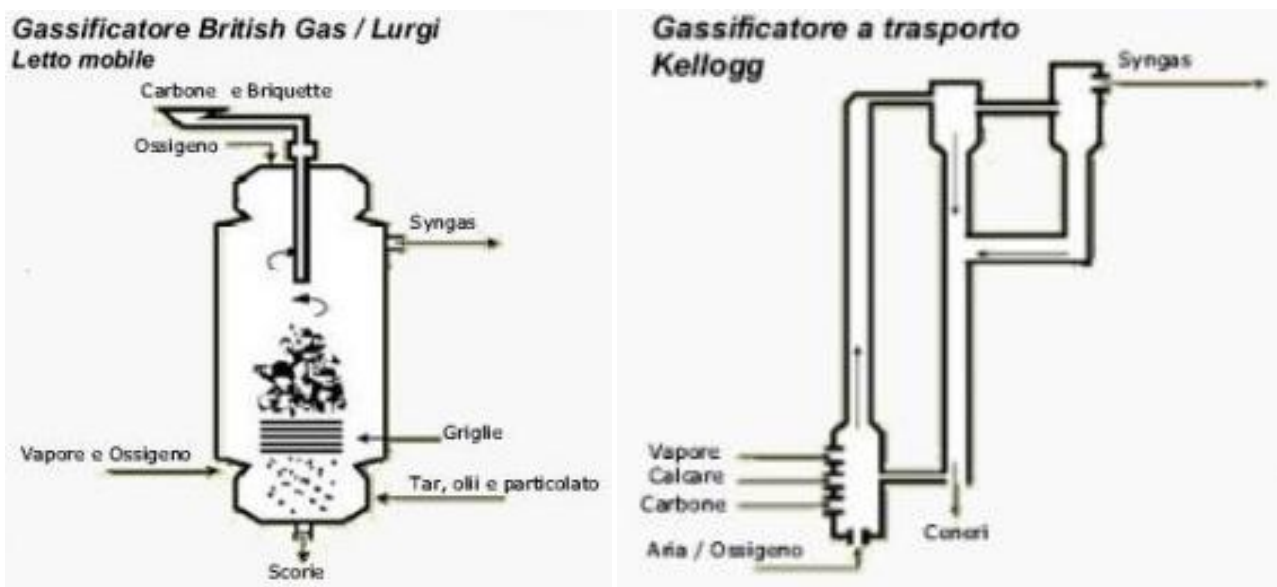 Gassificatore British Gas / Lurgi
Letto mobile
Carbone e Briquette
Ossigeno
Syngas
Griglie
Vapore e Ossigeno
Tar, olii e particolato
Scorie
Gassificatore a trasporto
Kellogg
Syngas
Vapore
Calcare
Carbone
Aria / Ossigeno
Ceneri